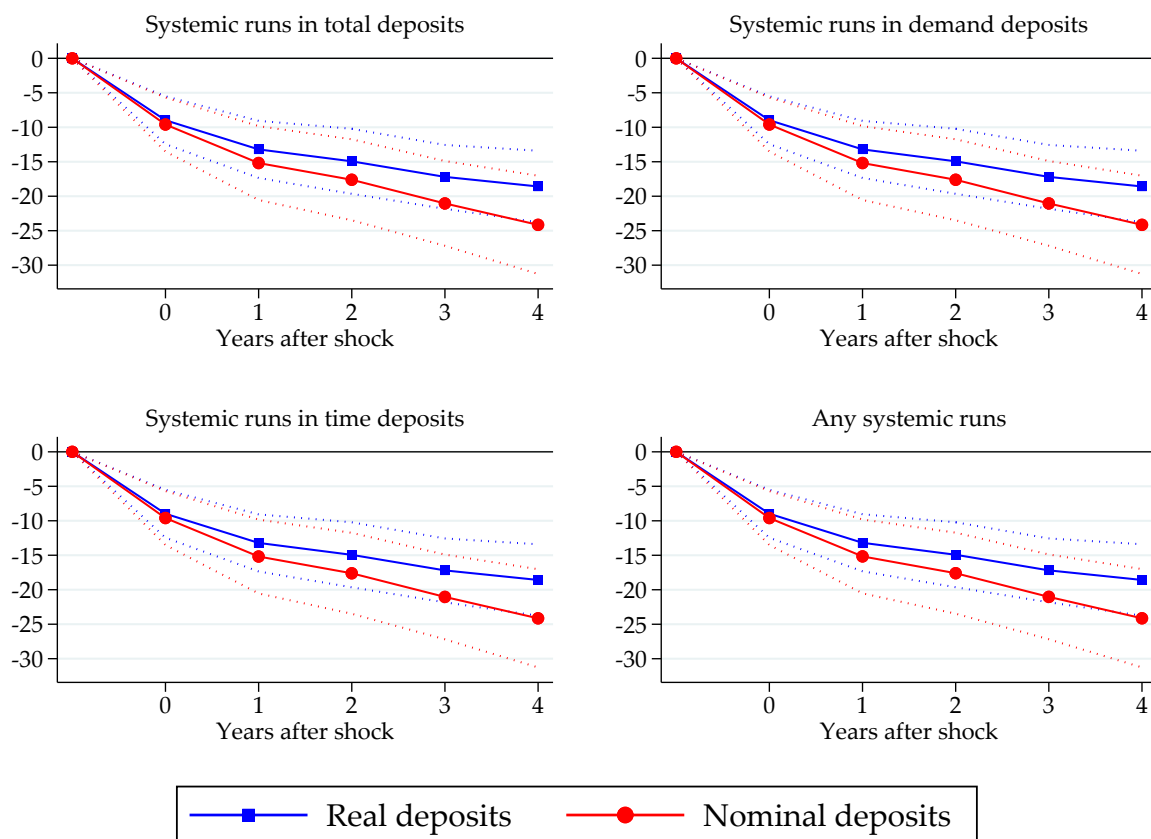 Systemic runs in total deposits
0
-5
-10
-15
-20
-25
-30
0 1 2 3 4
Years after shock
Systemic runs in demand deposits
0
-5
-10
-15
-20
-25
-30
0 1 2 3 4
Years after shock
Systemic runs in time deposits
0
-5
-10
-15
-20
-25
-30
0 1 2 3 4
Years after shock
Any systemic runs
0
-5
-10
-15
-20
-25
-30
0 1 2 3 4
Years after shock
Real deposits Nominal deposits